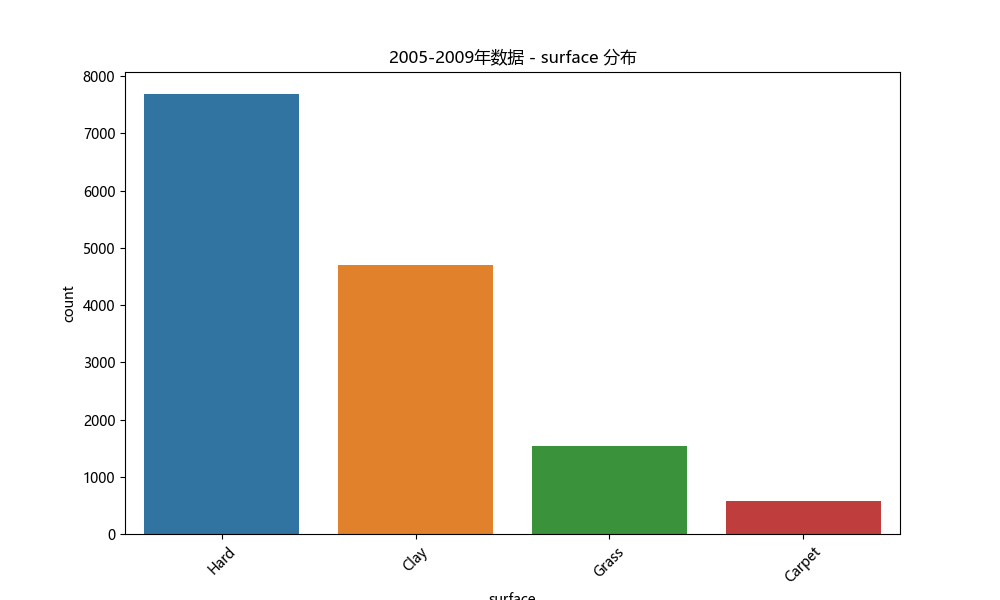 2005-2009年数据 - surface 分布
8000
7000
6000
5000
4000
3000
2000
1000
0
count
Hard
Clay
Grass
Carpet
surface